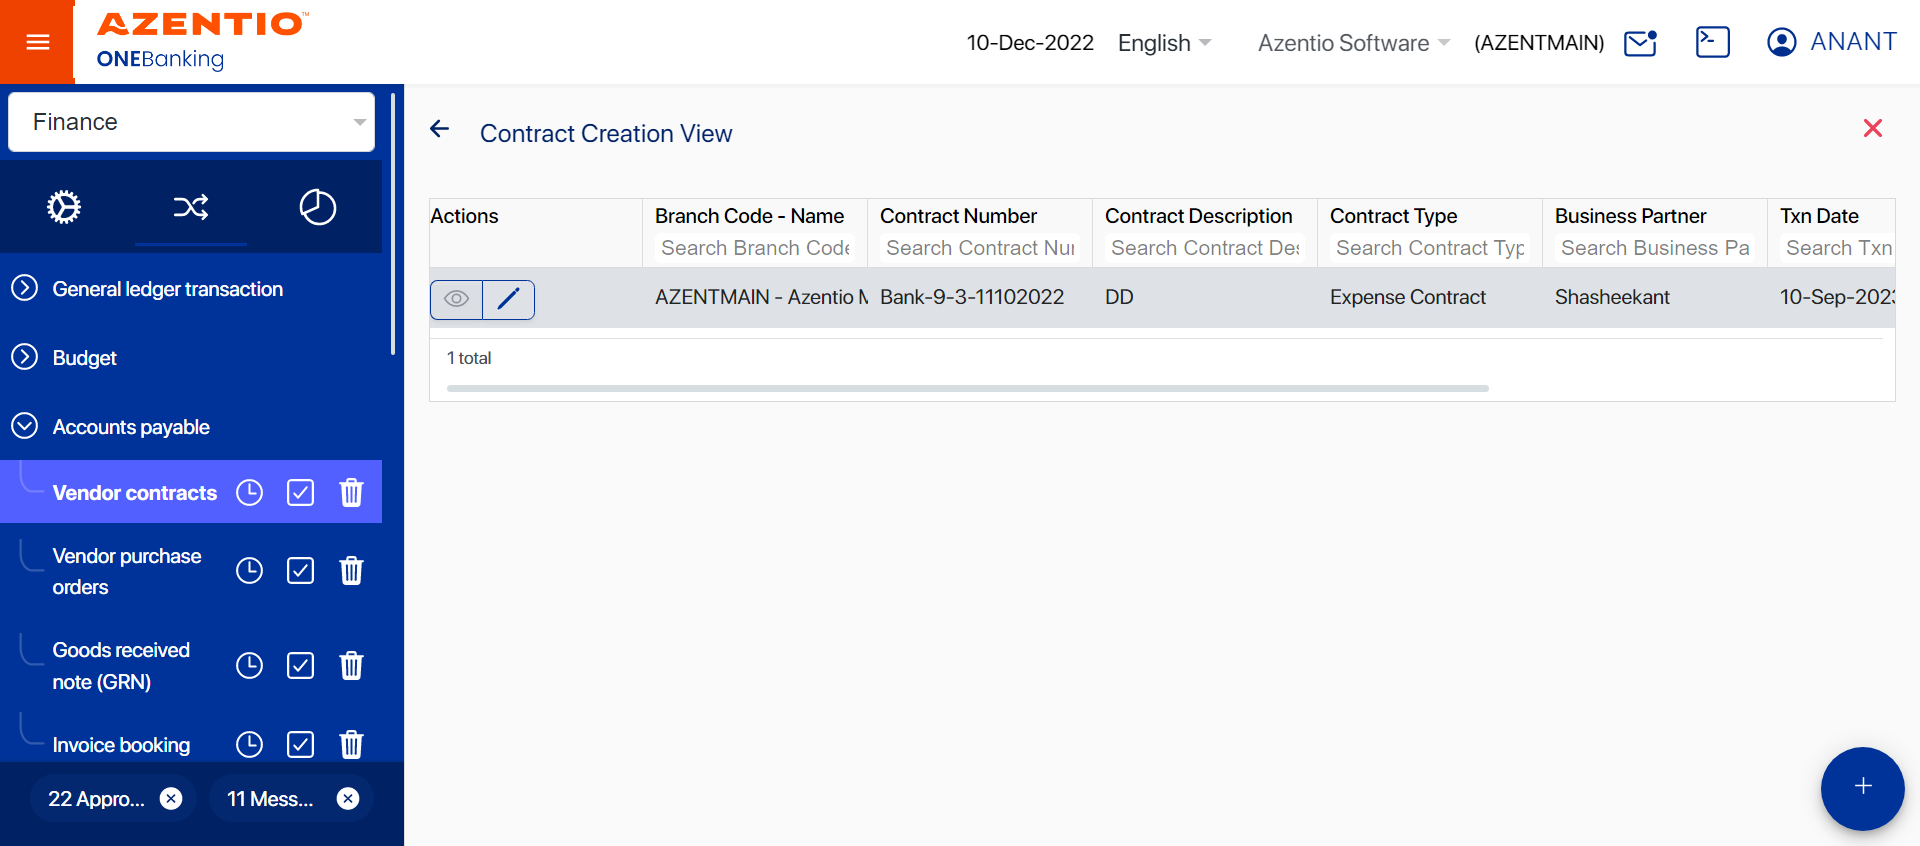 AZENTIO™
ONEBanking
10-Dec-2022 English Azentio Software (AZENTMAIN) ANANT
Finance
General ledger transaction
Budget
Accounts payable
Vendor contracts
Vendor purchase
orders
Goods received
note (GRN)
Invoice booking
22 Appro...
11 Mess...
Contract Creation View
Actions Branch Code - Name Contract Number Contract Description Contract Type Business Partner Txn Date
Search Branch Code Search Contract Nur Search Contract Des Search Contract Typ Search Business Pa Search Txn
AZENTMAIN - Azentio M Bank-9-3-11102022 DD Expense Contract Shasheekant 10-Sep-2023
1 total